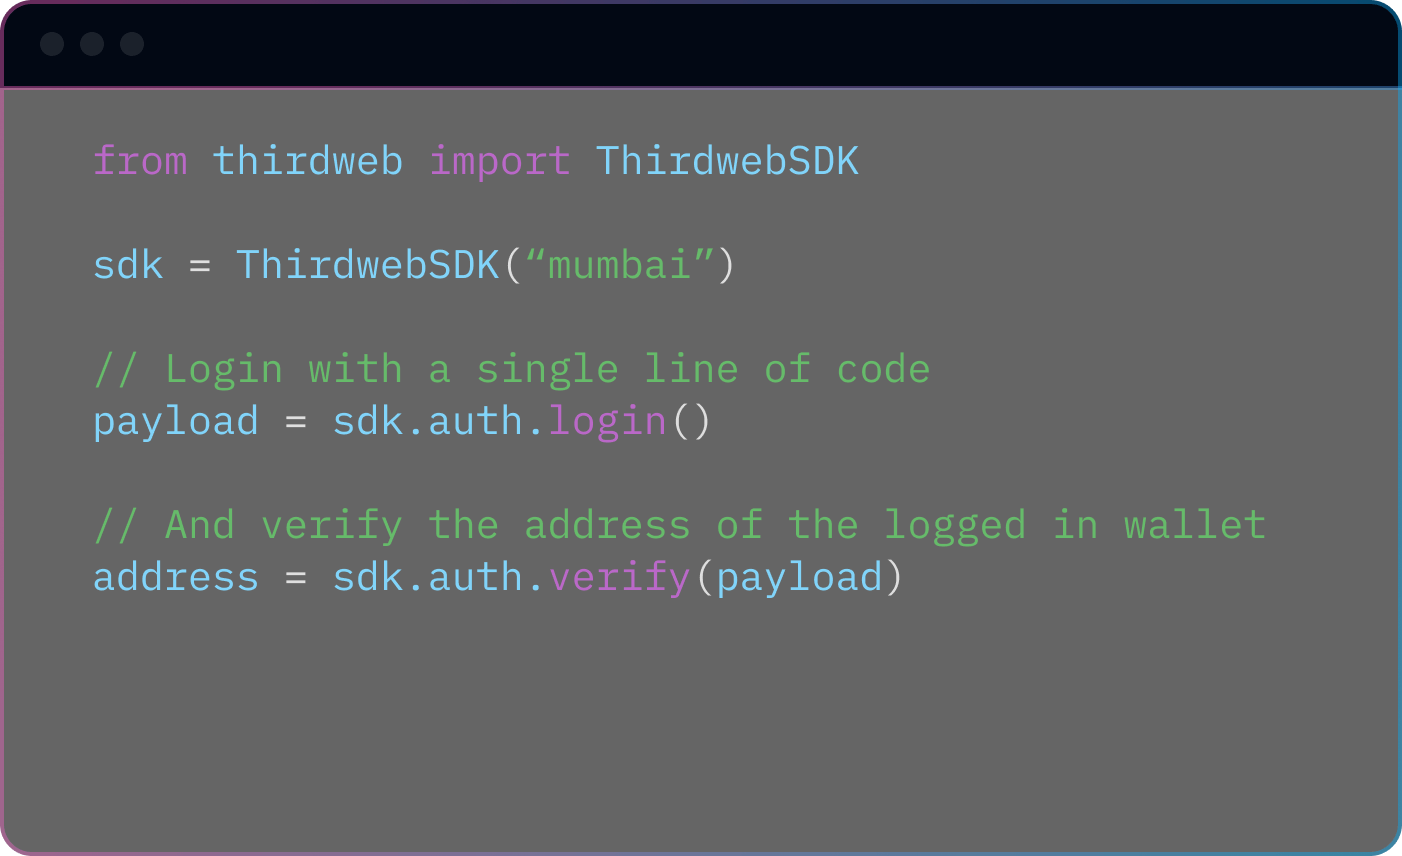 from thirdweb import ThirdwebSDK
sdk = ThirdwebSDK(“mumbai”)
// Login with a single line of code
payload = sdk.auth.login()
// And verify the address of the logged in wallet
address = sdk.auth.verify(payload)